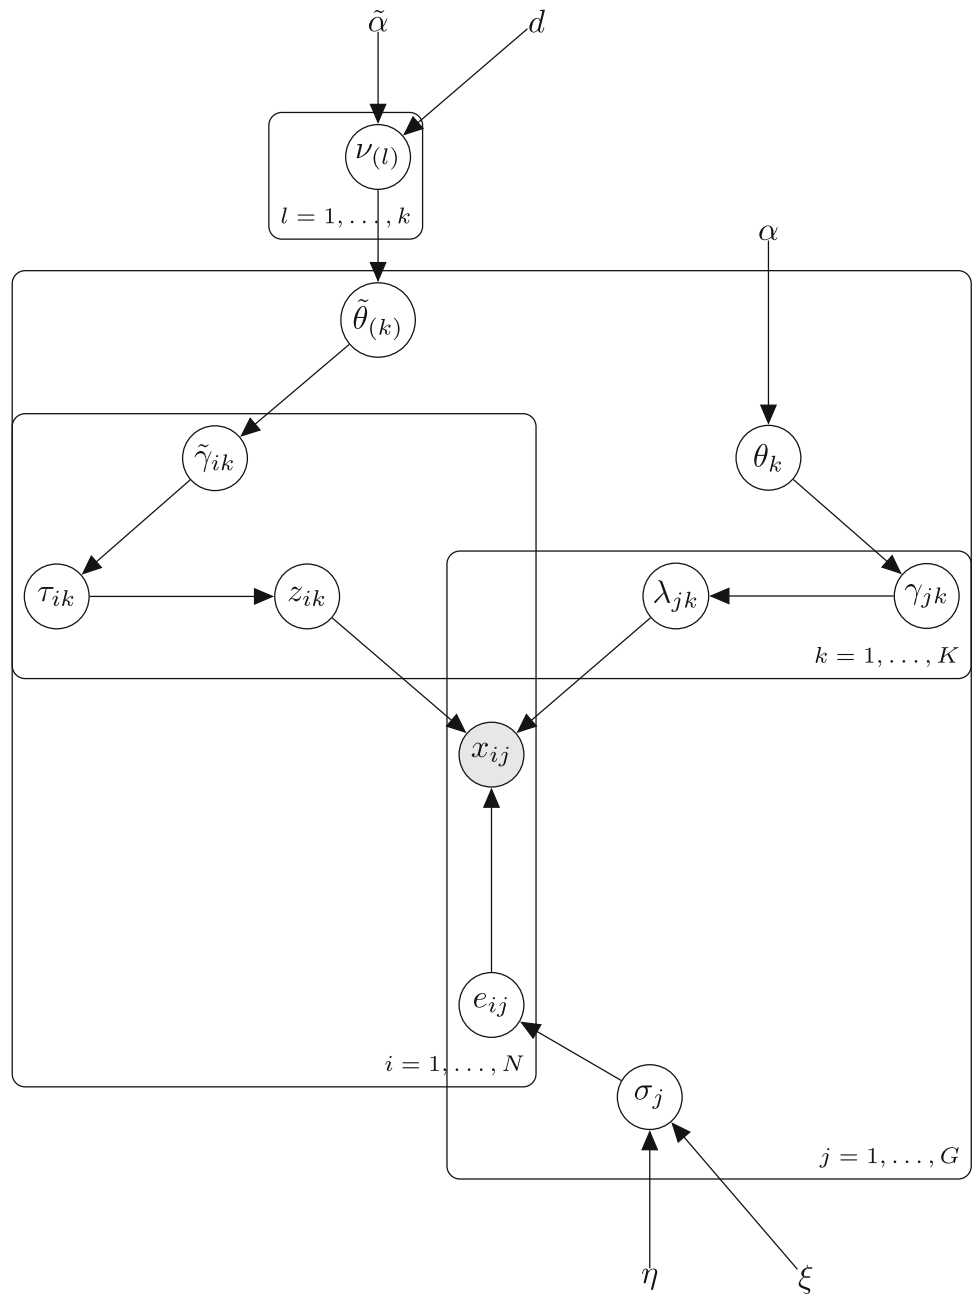 α̃ d
ν(l)
l = 1, . . . , k
α
θ̃(k)
γ̃ik θk
τik zik λjk γjk
k = 1, . . . , K
xij
eij
i = 1, . . . , N
σj
j = 1, . . . , G
η ξ